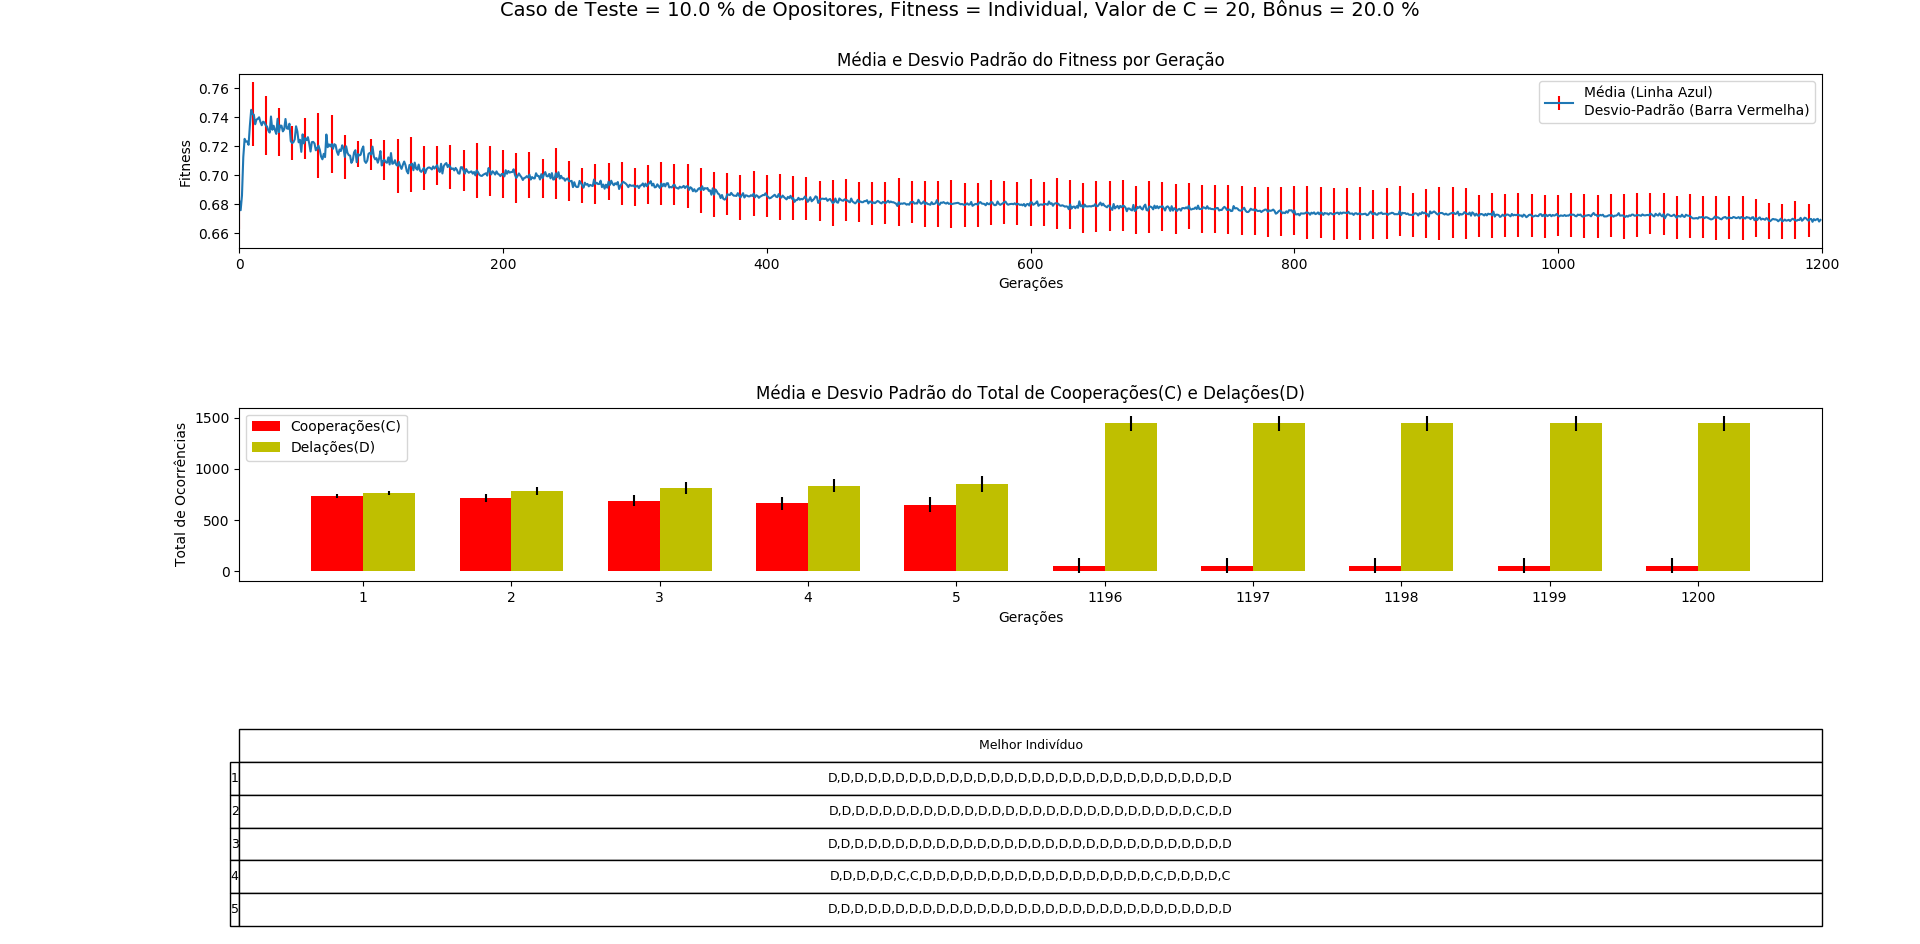 Caso de Teste = 10.0 % de Opositores, Fitness = Individual, Valor de C = 20, Bônus = 20.0 %
Média e Desvio Padrão do Fitness por Geração
0.76
0.74
0.72
0.70
0.68
0.66
Fitness
Média (Linha Azul)
Desvio-Padrão (Barra Vermelha)
0 200 400 600 800 1000 1200
Gerações
Média e Desvio Padrão do Total de Cooperações(C) e Delações(D)
1500
1000
500
0
Total de Ocorrências
Cooperações(C)
Delações(D)
1 2 3 4 5 1196 1197 1198 1199 1200
Gerações
Melhor Indivíduo
1 D,D,D,D,D,D,D,D,D,D,D,D,D,D,D,D,D,D,D,D,D,D,D,D,D,D,D,D,D,D
2 D,D,D,D,D,D,D,D,D,D,D,D,D,D,D,D,D,D,D,D,D,D,D,D,D,D,D,C,D,D
3 D,D,D,D,D,D,D,D,D,D,D,D,D,D,D,D,D,D,D,D,D,D,D,D,D,D,D,D,D,D
4 D,D,D,D,D,C,C,D,D,D,D,D,D,D,D,D,D,D,D,D,D,D,D,D,C,D,D,D,D,C
5 D,D,D,D,D,D,D,D,D,D,D,D,D,D,D,D,D,D,D,D,D,D,D,D,D,D,D,D,D,D